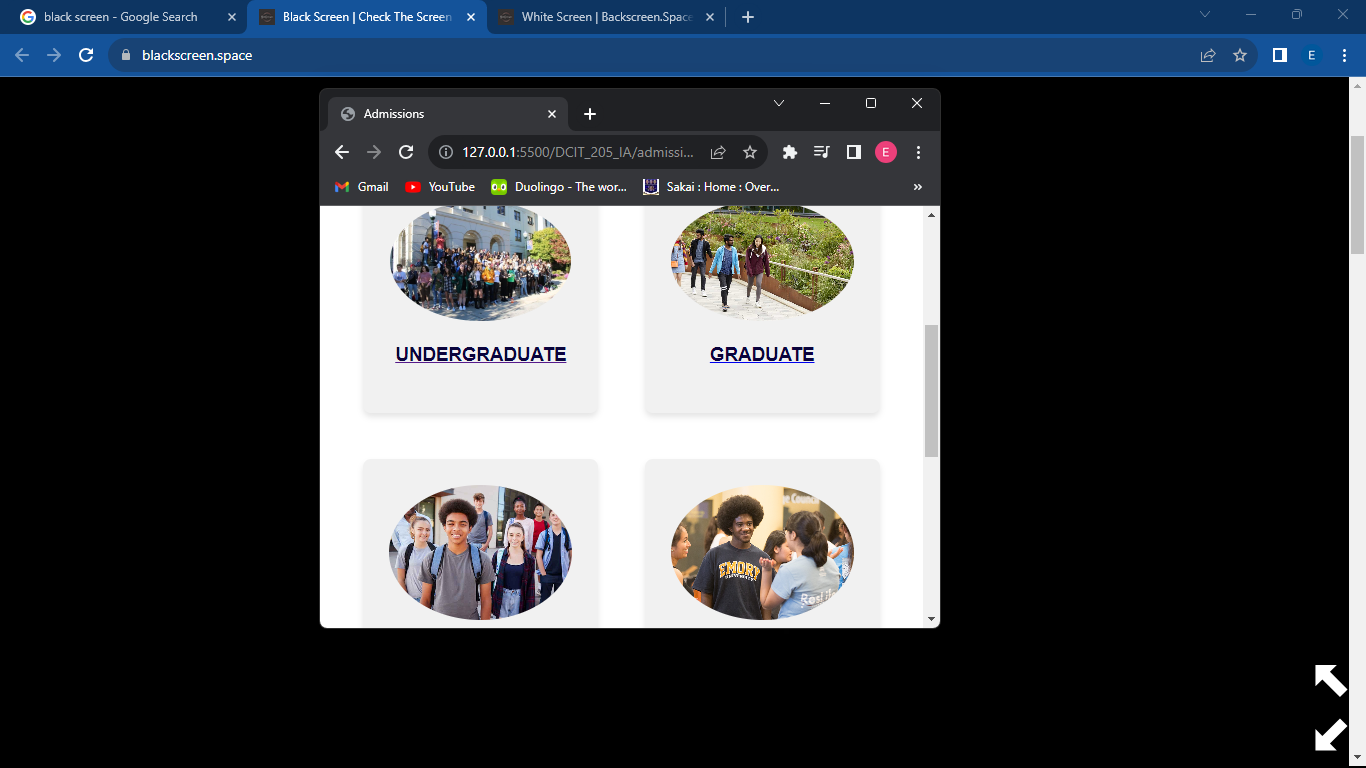 black screen - Google Search
Black Screen | Check The Screen
White Screen | Backscreen.Space
blackscreen.space
E
Admissions
127.0.0.1:5500/DCIT_205_IA/admissi...
E
Gmail
YouTube
Duolingo - The wor...
Sakai : Home : Over...
»
UNDERGRADUATE
GRADUATE
EMORY